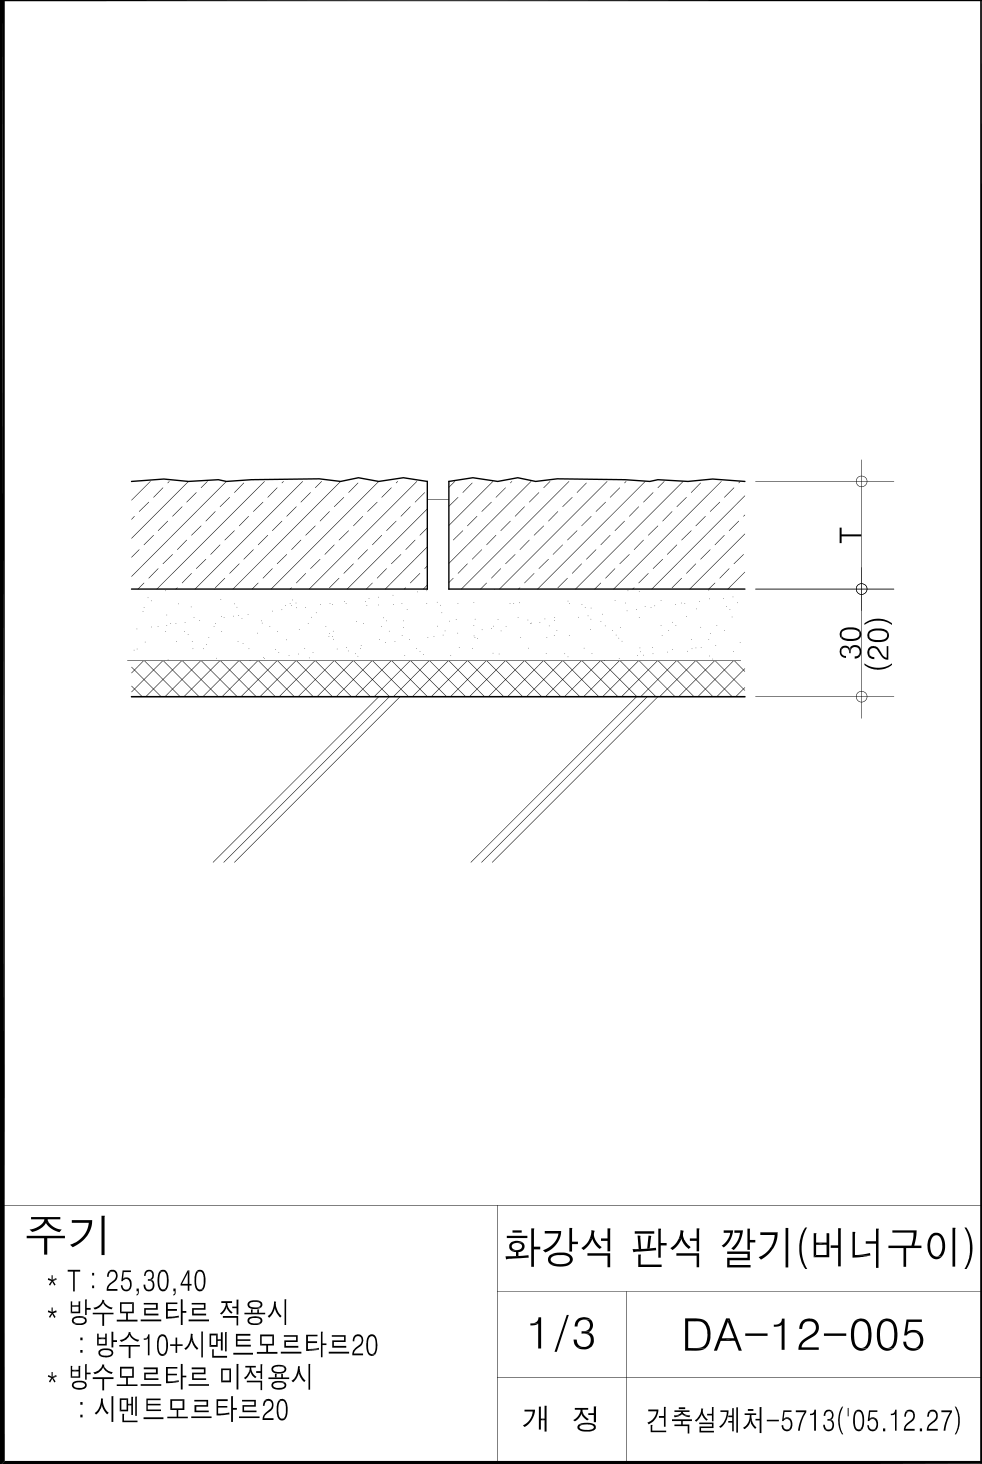 T
30
(20)
주기
* T : 25,30,40
* 방수모르타르 적용시
: 방수10+시멘트모르타르20
* 방수모르타르 미적용시
: 시멘트모르타르20
화강석 판석 깔기(버너구이)
1/3
DA-12-005
개 정
건축설계처-5713('05.12.27)